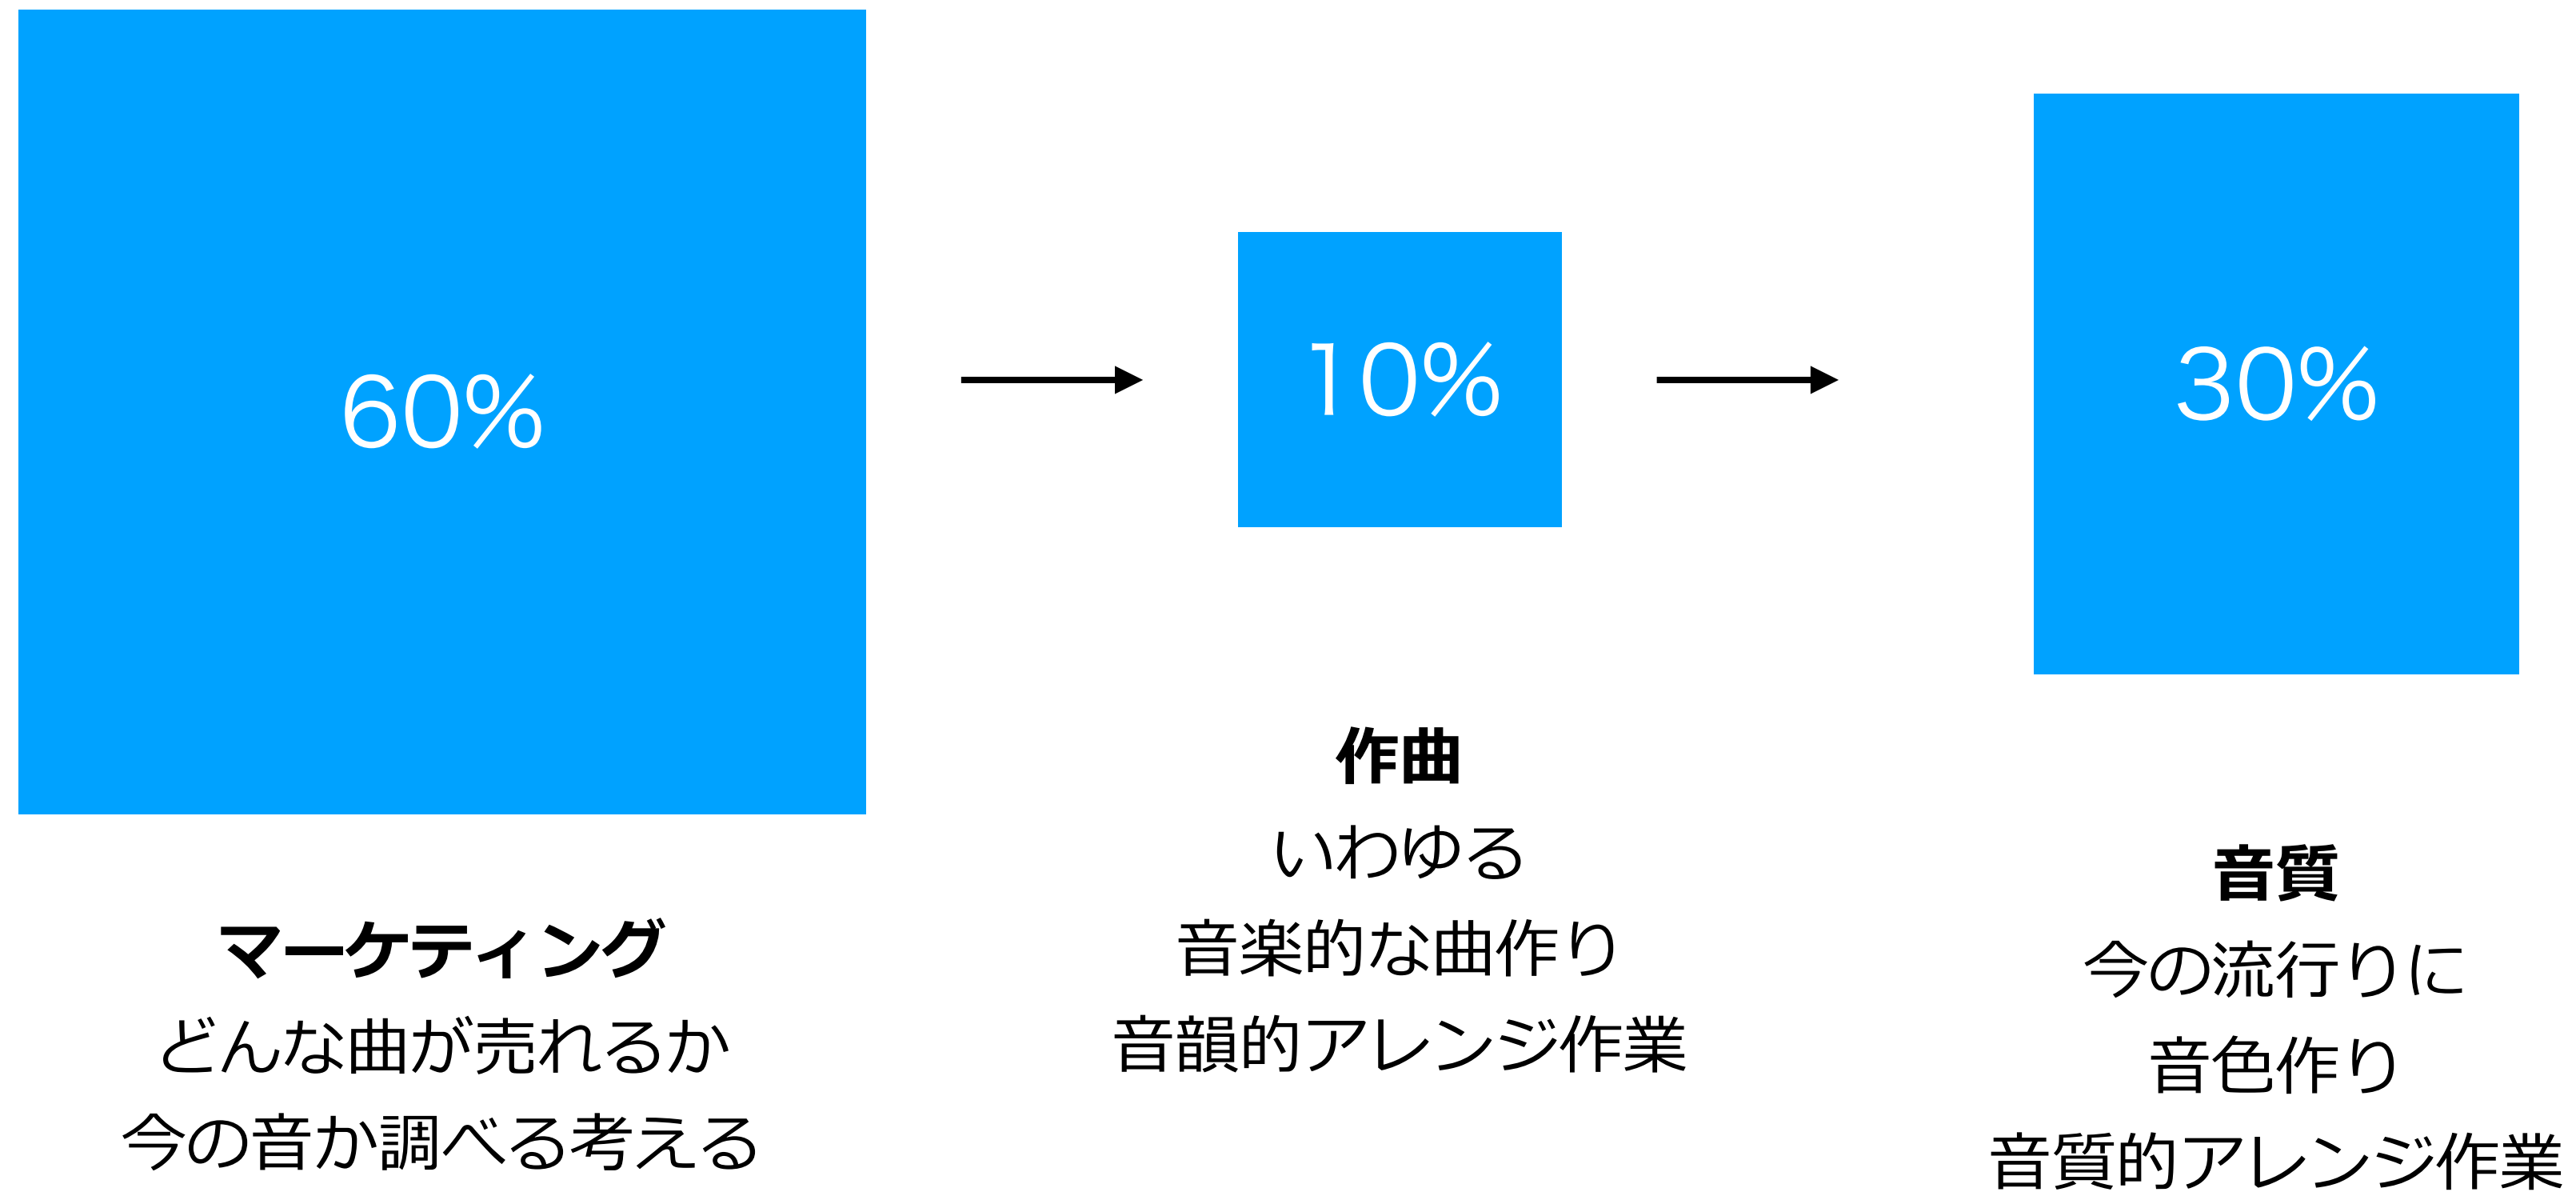 60%
マーケティング
どんな曲が売れるか
今の音か調べる考える
10%
作曲
いわゆる
音楽的な曲作り
音韻的アレンジ作業
30%
音質
今の流行りに
音色作り
音質的アレンジ作業